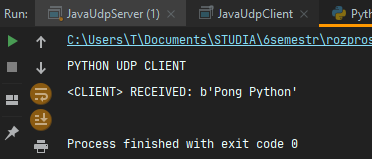 Run: JavaUdpServer (1) × JavaUdpClient × Pyth
C:\Users\T\Documents\STUDIA\6semestr\rozpros
PYTHON UDP CLIENT
<CLIENT> RECEIVED: b'Pong Python'
Process finished with exit code 0